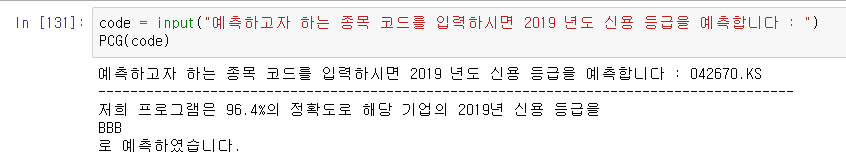 In [131]: code = input("예측하고자 하는 종목 코드를 입력하시면 2019 년도 신용 등급을 예측합니다 : ")
PCG(code)
예측하고자 하는 종목 코드를 입력하시면 2019 년도 신용 등급을 예측합니다 : 042670.KS
----------------------------------------------------------------------------------------
저희 프로그램은 96.4%의 정확도로 해당 기업의 2019년 신용 등급을
BBB
로 예측하였습니다.